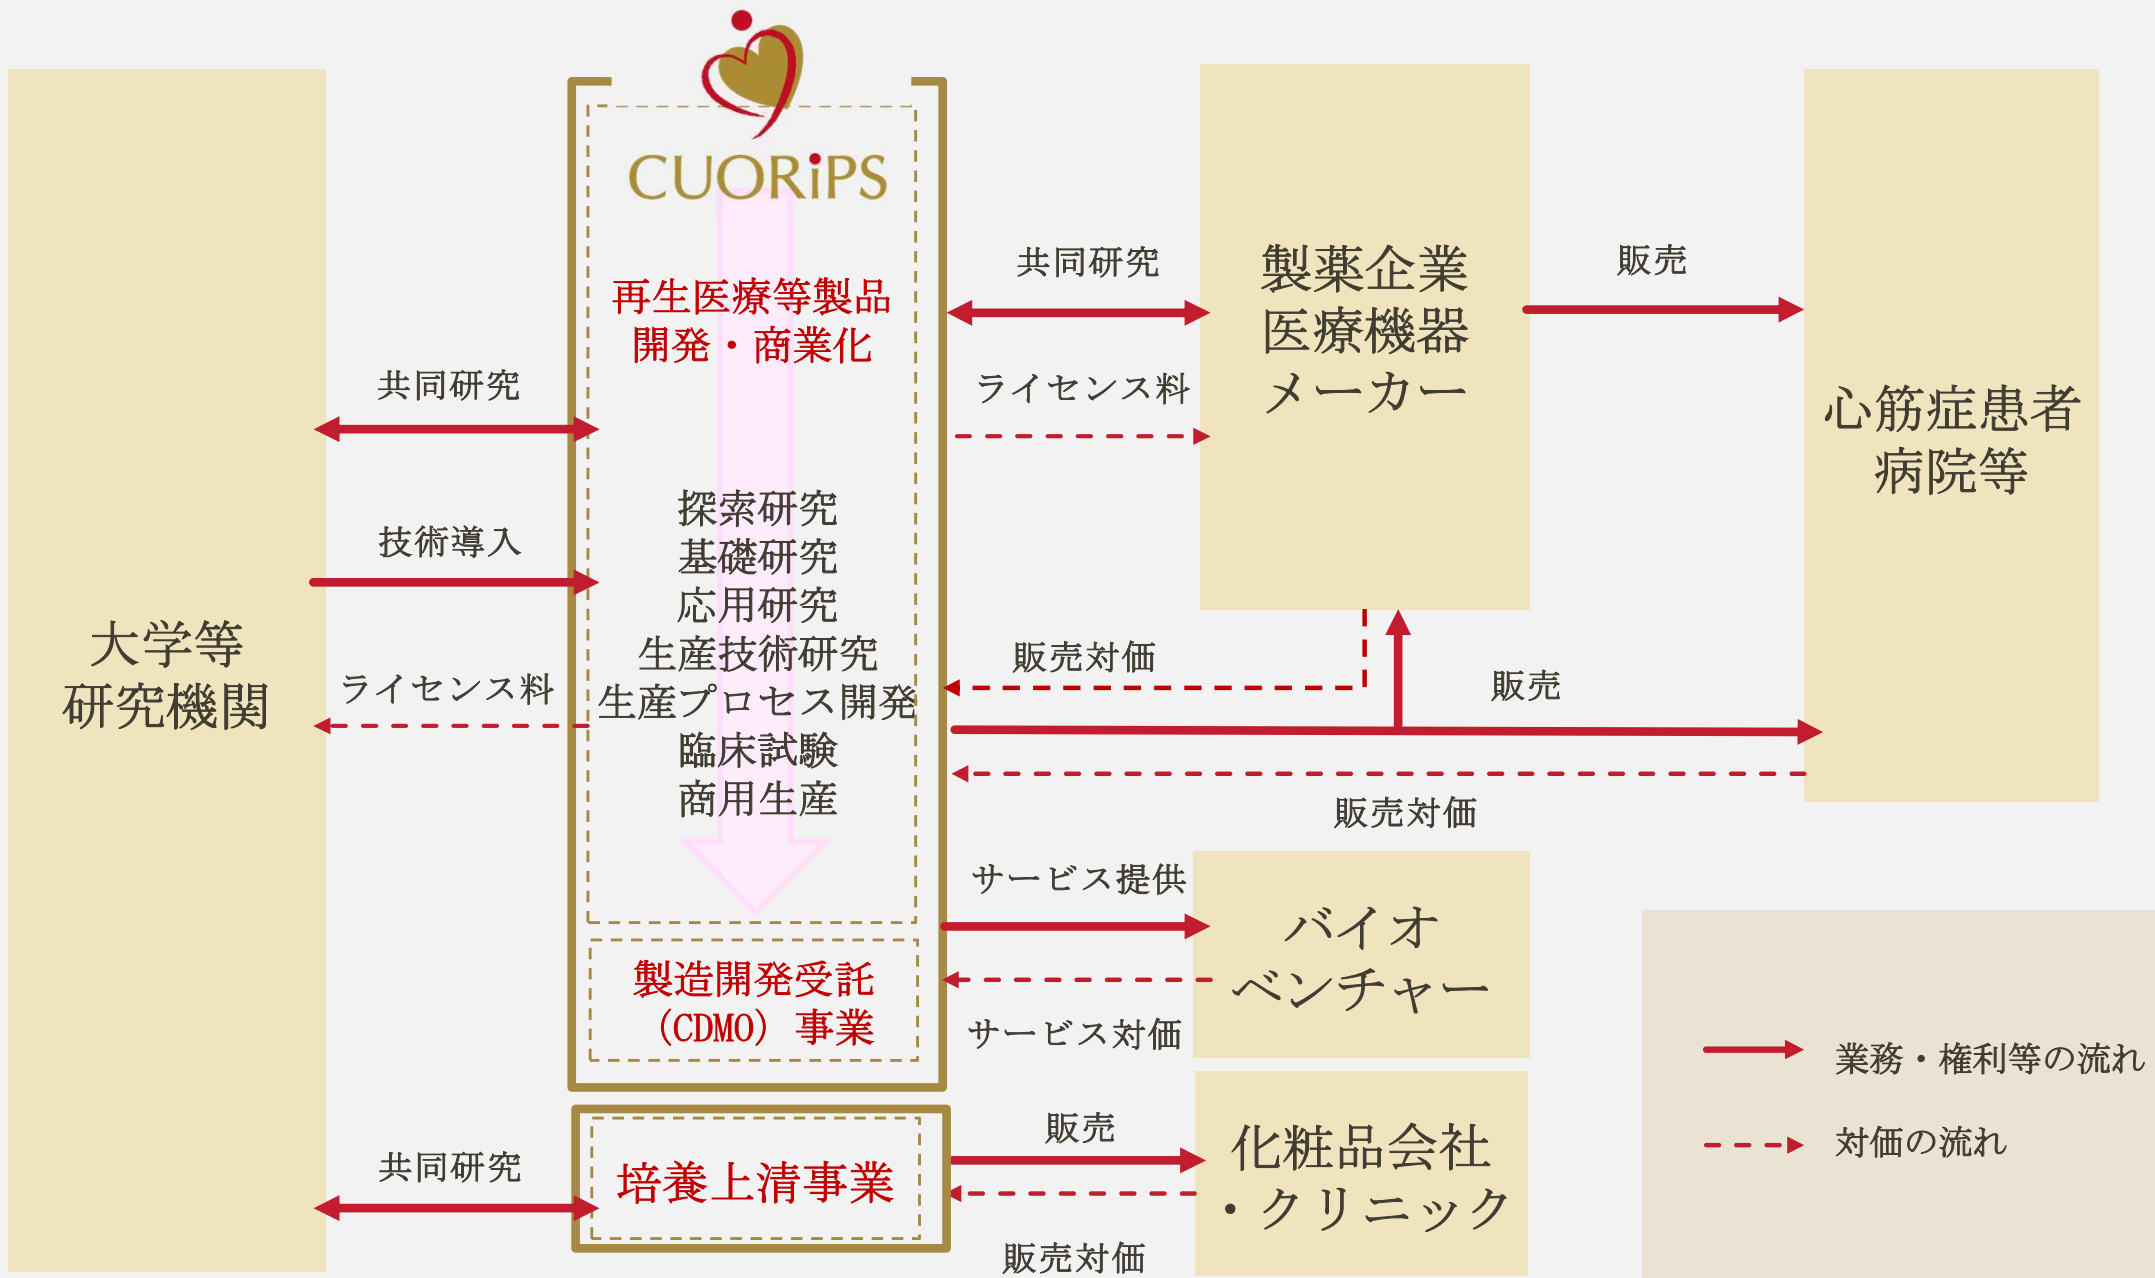 CUORiPS
大学等
研究機関
共同研究
技術導入
ライセンス料
共同研究
再生医療等製品
開発・商業化
探索研究
基礎研究
応用研究
生産技術研究
生産プロセス開発
臨床試験
商用生産
製造開発受託
（CDMO）事業
培養上清事業
共同研究
ライセンス料
販売対価
販売
販売対価
サービス提供
サービス対価
販売
販売対価
製薬企業
医療機器
メーカー
販売
心筋症患者
病院等
バイオ
ベンチャー
化粧品会社
・クリニック
業務・権利等の流れ
対価の流れ